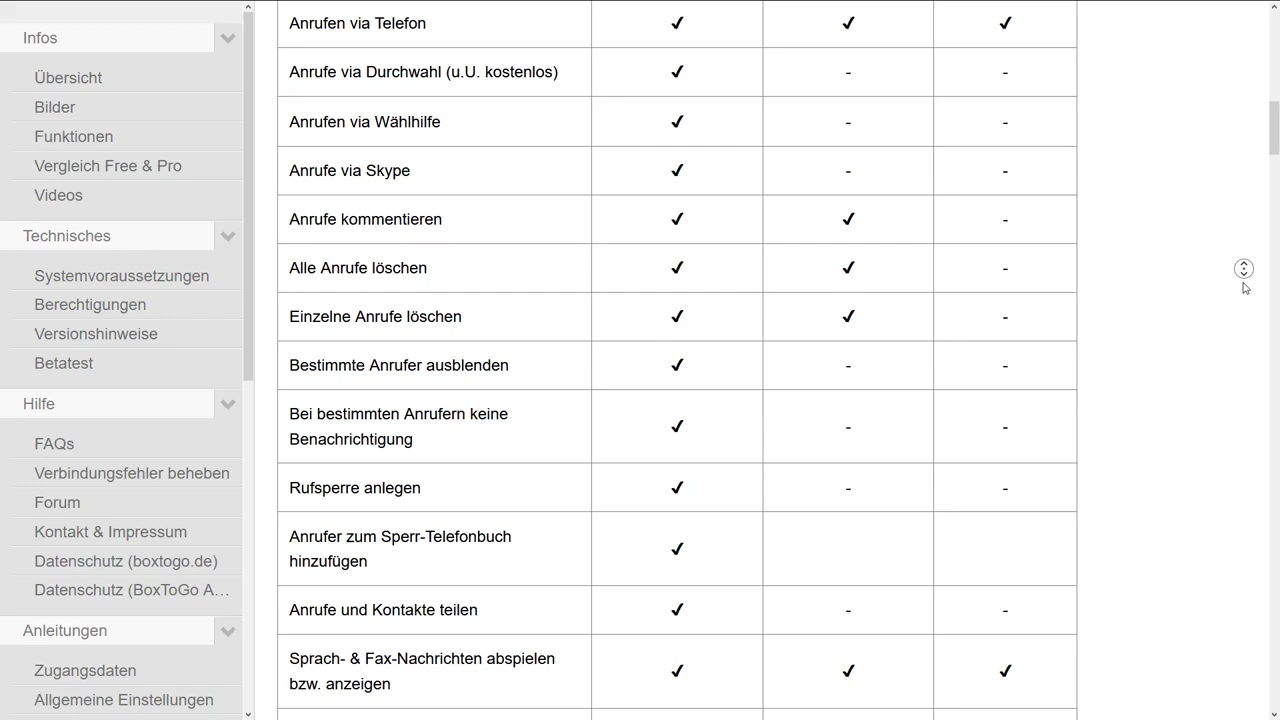 Infos
Übersicht
Bilder
Funktionen
Vergleich Free & Pro
Videos
Technisches
Systemvoraussetzungen
Berechtigungen
Versionshinweise
Betatest
Hilfe
FAQs
Verbindungsfehler beheben
Forum
Kontakt & Impressum
Datenschutz (boxtogo.de)
Datenschutz (BoxToGo A...
Anleitungen
Zugangsdaten
Allgemeine Einstellungen
Anrufen via Telefon ✔ ✔ ✔
Anrufe via Durchwahl (u.U. kostenlos) ✔ - -
Anrufen via Wählhilfe ✔ - -
Anrufe via Skype ✔ - -
Anrufe kommentieren ✔ ✔ -
Alle Anrufe löschen ✔ ✔ -
Einzelne Anrufe löschen ✔ ✔ -
Bestimmte Anrufer ausblenden ✔ - -
Bei bestimmten Anrufern keine
Benachrichtigung ✔ - -
Rufsperre anlegen ✔ - -
Anrufer zum Sperr-Telefonbuch
hinzufügen ✔
Anrufe und Kontakte teilen ✔ - -
Sprach- & Fax-Nachrichten abspielen
bzw. anzeigen ✔ ✔ ✔